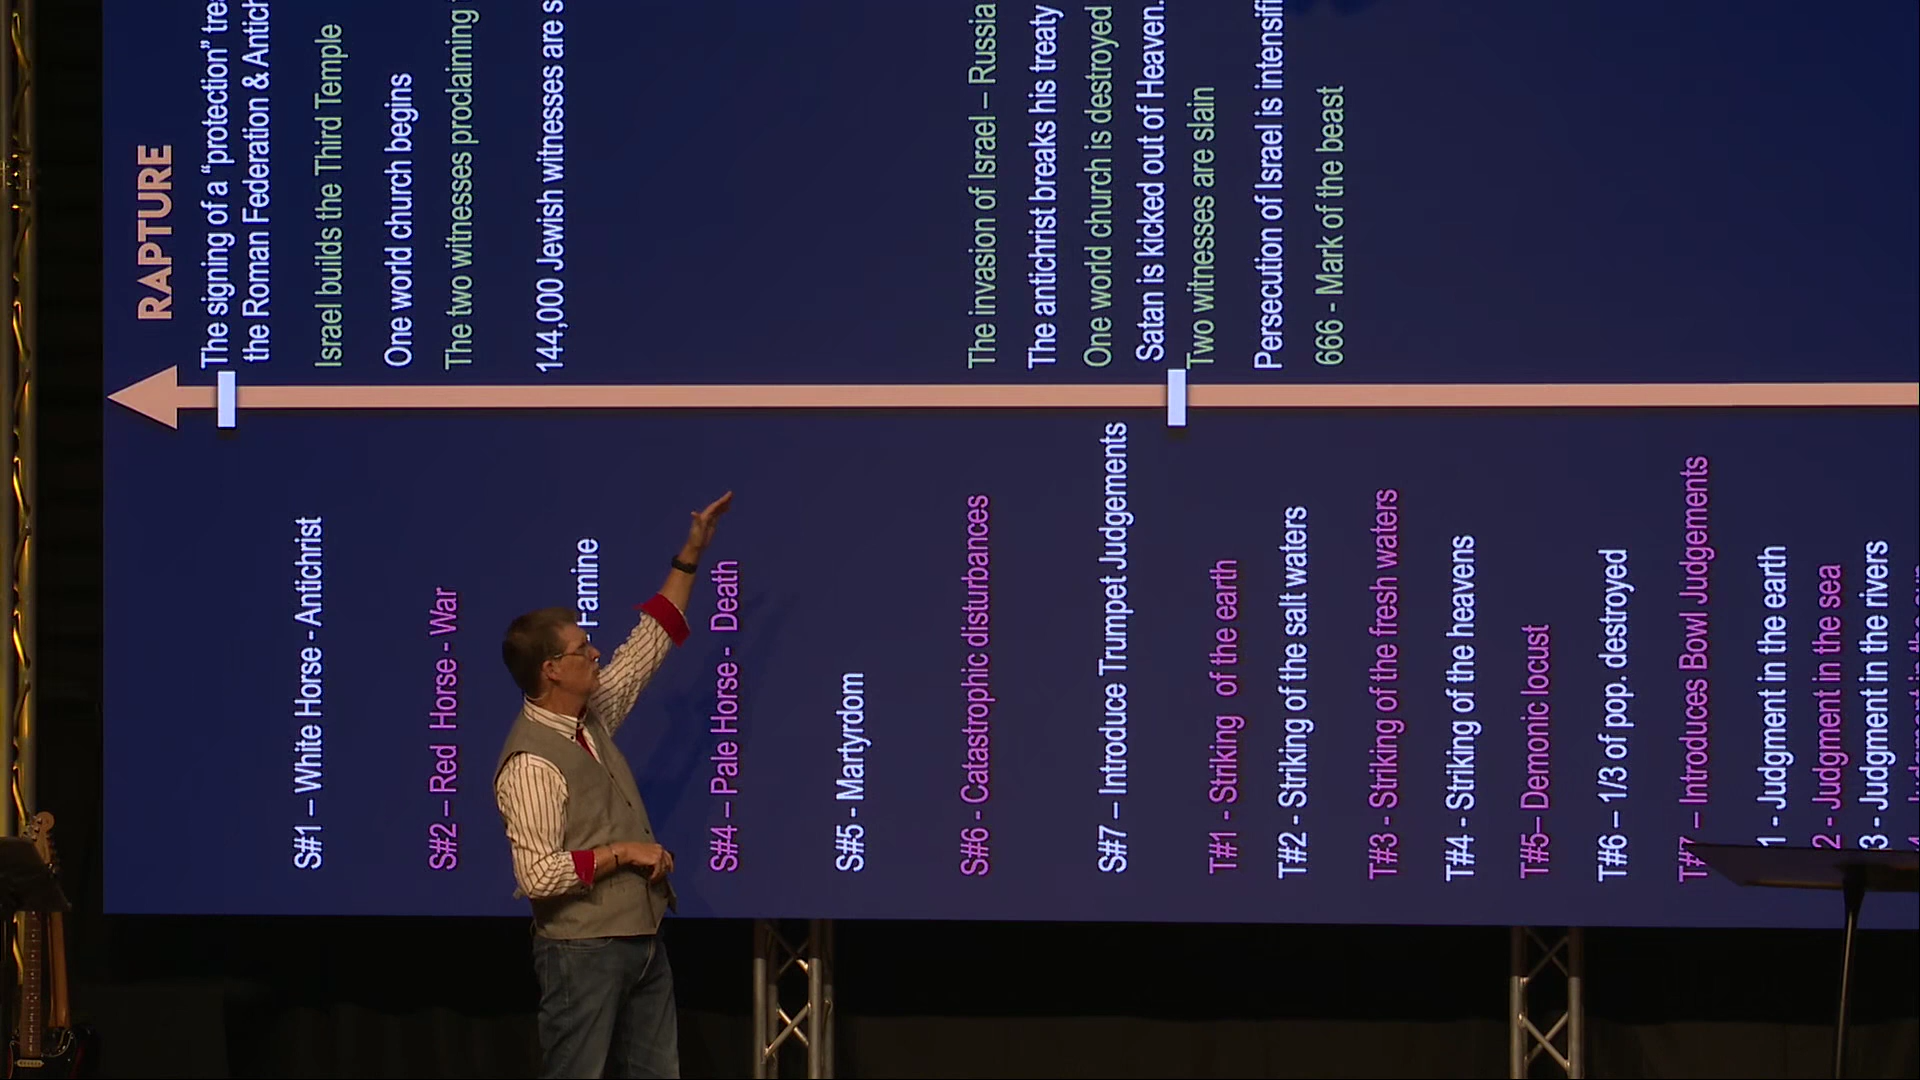 RAPTURE
The signing of a “protection”
the Roman Federation &
Israel builds the Third Temple
One world church begins
The two witnesses proclaiming
144,000 Jewish witnesses are
The invasion of Israel – Russia
The antichrist breaks his treaty
One world church is destroyed
Satan is kicked out of Heaven.
Two witnesses are slain
Persecution of Israel is
666 - Mark of the beast
S#1 – White Horse - Antichrist
S#2 – Red Horse - War
- Famine
S#4 – Pale Horse - Death
S#5 - Martyrdom
S#6 - Catastrophic disturbances
S#7 – Introduce Trumpet Judgements
T#1 - Striking of the earth
T#2 - Striking of the salt waters
T#3 - Striking of the fresh waters
T#4 - Striking of the heavens
T#5– Demonic locust
T#6 – 1/3 of pop. destroyed
T#7 – Introduces Bowl Judgements
1 - Judgment in the earth
2 - Judgment in the sea
3 - Judgment in the rivers